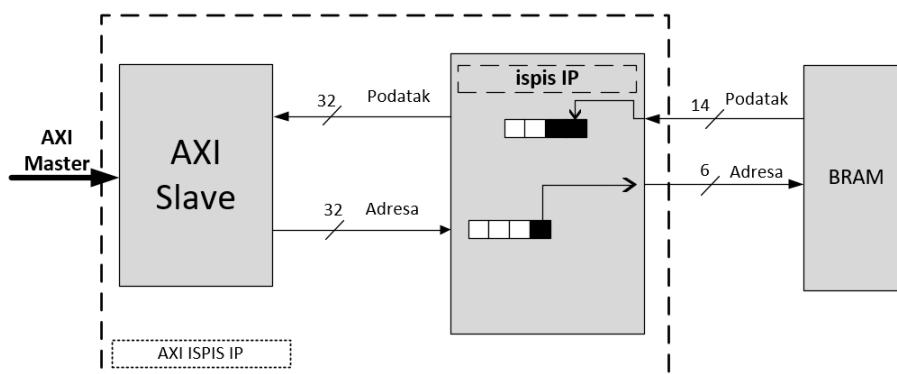 ispis IP
32
Podatak
14
Podatak
AXI
Master
AXI
Slave
32
Adresa
6
Adresa
BRAM
AXI ISPIS IP